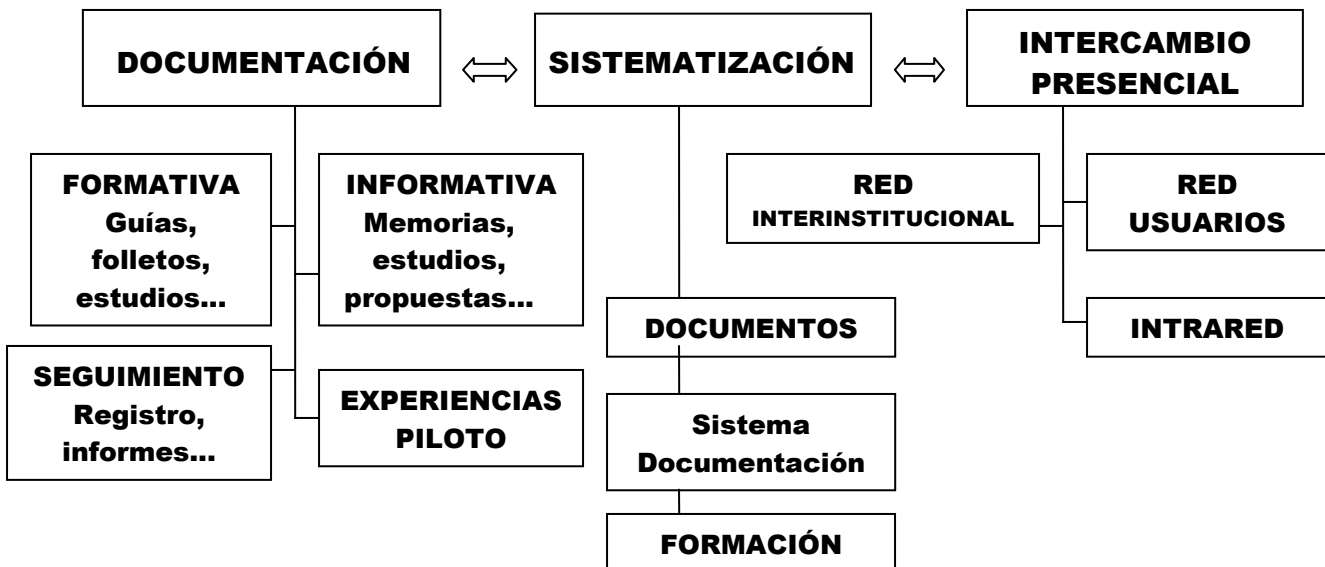 DOCUMENTACIÓN
SISTEMATIZACIÓN
INTERCAMBIO
PRESENCIAL
FORMATIVA
Guías,
folletos,
estudios...
INFORMATIVA
Memorias,
estudios,
propuestas...
SEGUIMIENTO
Registro,
informes...
EXPERIENCIAS
PILOTO
DOCUMENTOS
Sistema
Documentación
FORMACIÓN
RED
INTERINSTITUCIONAL
RED
USUARIOS
INTRARED